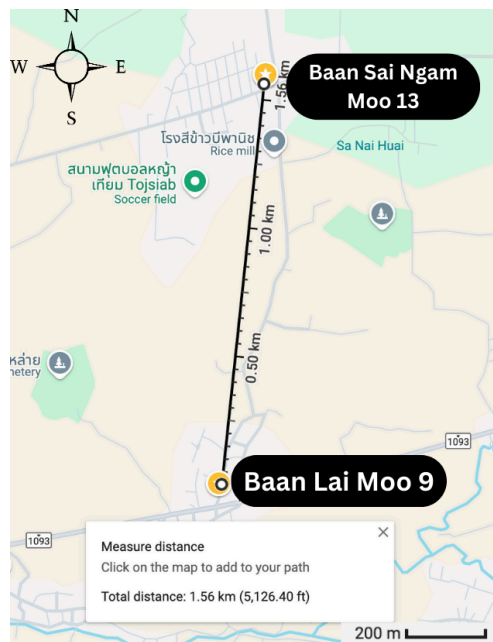 N
W
E
S
Baan Sai Ngam
Moo 13
1.56 km
โรงสีข้าวบีพานิช
Rice mill
Sa Nai Huai
สนามฟุตบอลหญ้า
เทียม Tojsiab
Soccer field
1.00 km
0.50 km
หล่าย
netery
1093
Baan Lai Moo 9
1093
Measure distance
Click on the map to add to your path
Total distance: 1.56 km (5,126.40 ft)
200 m